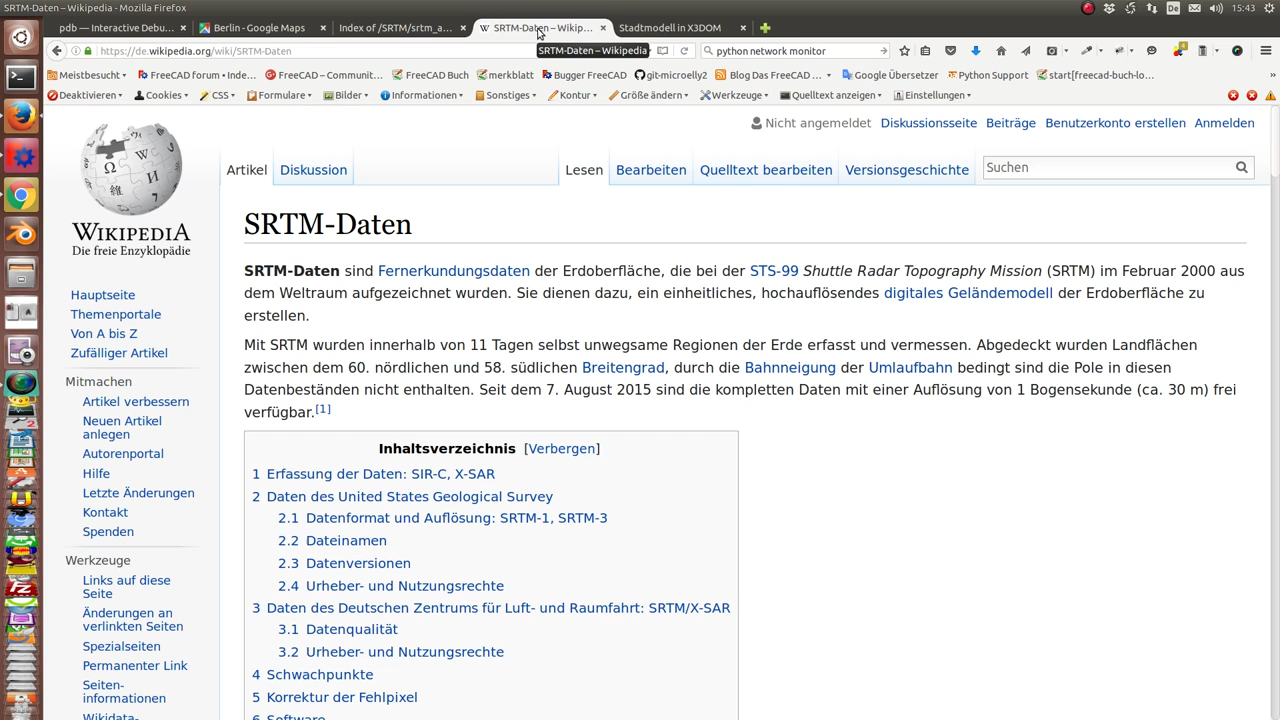 SRTM-Daten – Wikipedia - Mozilla Firefox
De 15:43
pdb — Interactive Debu... Berlin - Google Maps Index of /SRTM/srtm_a... SRTM-Daten – Wikip... Stadtmodell in X3DOM
https://de.wikipedia.org/wiki/SRTM-Daten SRTM-Daten – Wikipedia python network monitor
Meistbesucht FreeCAD forum • Inde... FreeCAD – Communit... FreeCAD Buch merkblatt Bugger FreeCAD git-microelly2 Blog Das FreeCAD ... Google Übersetzer Python Support start[freecad-buch-lo...
Deaktivieren Cookies CSS Formulare Bilder Informationen Sonstiges Kontur Größe ändern Werkzeuge Quelltext anzeigen Einstellungen
Nicht angemeldet Diskussionsseite Beiträge Benutzerkonto erstellen Anmelden
Artikel Diskussion Lesen Bearbeiten Quelltext bearbeiten Versionsgeschichte Suchen
WIKIPEDIA
Die freie Enzyklopädie
Hauptseite
Themenportale
Von A bis Z
Zufälliger Artikel
Mitmachen
Artikel verbessern
Neuen Artikel
anlegen
Autorenportal
Hilfe
Letzte Änderungen
Kontakt
Spenden
Werkzeuge
Links auf diese
Seite
Änderungen an
verlinkten Seiten
Spezialseiten
Permanenter Link
Seiten-
informationen
Wikidata-
SRTM-Daten
SRTM-Daten sind Fernerkundungsdaten der Erdoberfläche, die bei der STS-99 Shuttle Radar Topography Mission (SRTM) im Februar 2000 aus
dem Weltraum aufgezeichnet wurden. Sie dienen dazu, ein einheitliches, hochauflösendes digitales Geländemodell der Erdoberfläche zu
erstellen.
Mit SRTM wurden innerhalb von 11 Tagen selbst unwegsame Regionen der Erde erfasst und vermessen. Abgedeckt wurden Landflächen
zwischen dem 60. nördlichen und 58. südlichen Breitengrad, durch die Bahnneigung der Umlaufbahn bedingt sind die Pole in diesen
Datenbeständen nicht enthalten. Seit dem 7. August 2015 sind die kompletten Daten mit einer Auflösung von 1 Bogensekunde (ca. 30 m) frei
verfügbar.[1]
Inhaltsverzeichnis [Verbergen]
1 Erfassung der Daten: SIR-C, X-SAR
2 Daten des United States Geological Survey
2.1 Datenformat und Auflösung: SRTM-1, SRTM-3
2.2 Dateinamen
2.3 Datenversionen
2.4 Urheber- und Nutzungsrechte
3 Daten des Deutschen Zentrums für Luft- und Raumfahrt: SRTM/X-SAR
3.1 Datenqualität
3.2 Urheber- und Nutzungsrechte
4 Schwachpunkte
5 Korrektur der Fehlpixel
6 Software